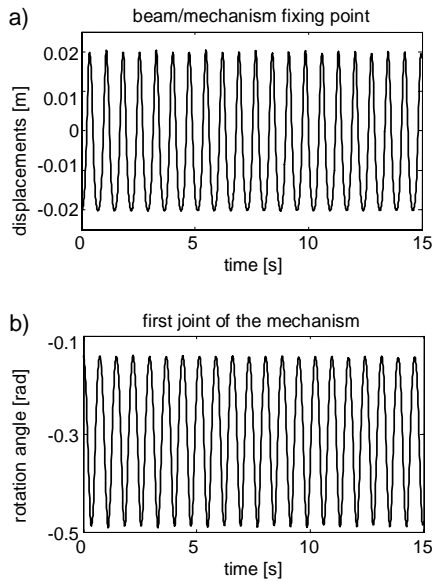 a)
beam/mechanism fixing point
displacements [m]
0.02
0.01
0
-0.01
-0.02
0
5
10
15
time [s]
b)
first joint of the mechanism
rotation angle [rad]
-0.1
-0.3
-0.5
0
5
10
15
time [s]